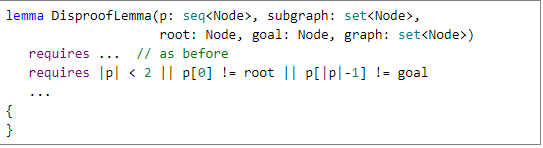 lemma DisproofLemma(p: seq<Node>, subgraph: set<Node>,
root: Node, goal: Node, graph: set<Node>)
requires ... // as before
requires |p| < 2 || p[0] != root || p[|p|-1] != goal
...
{
}